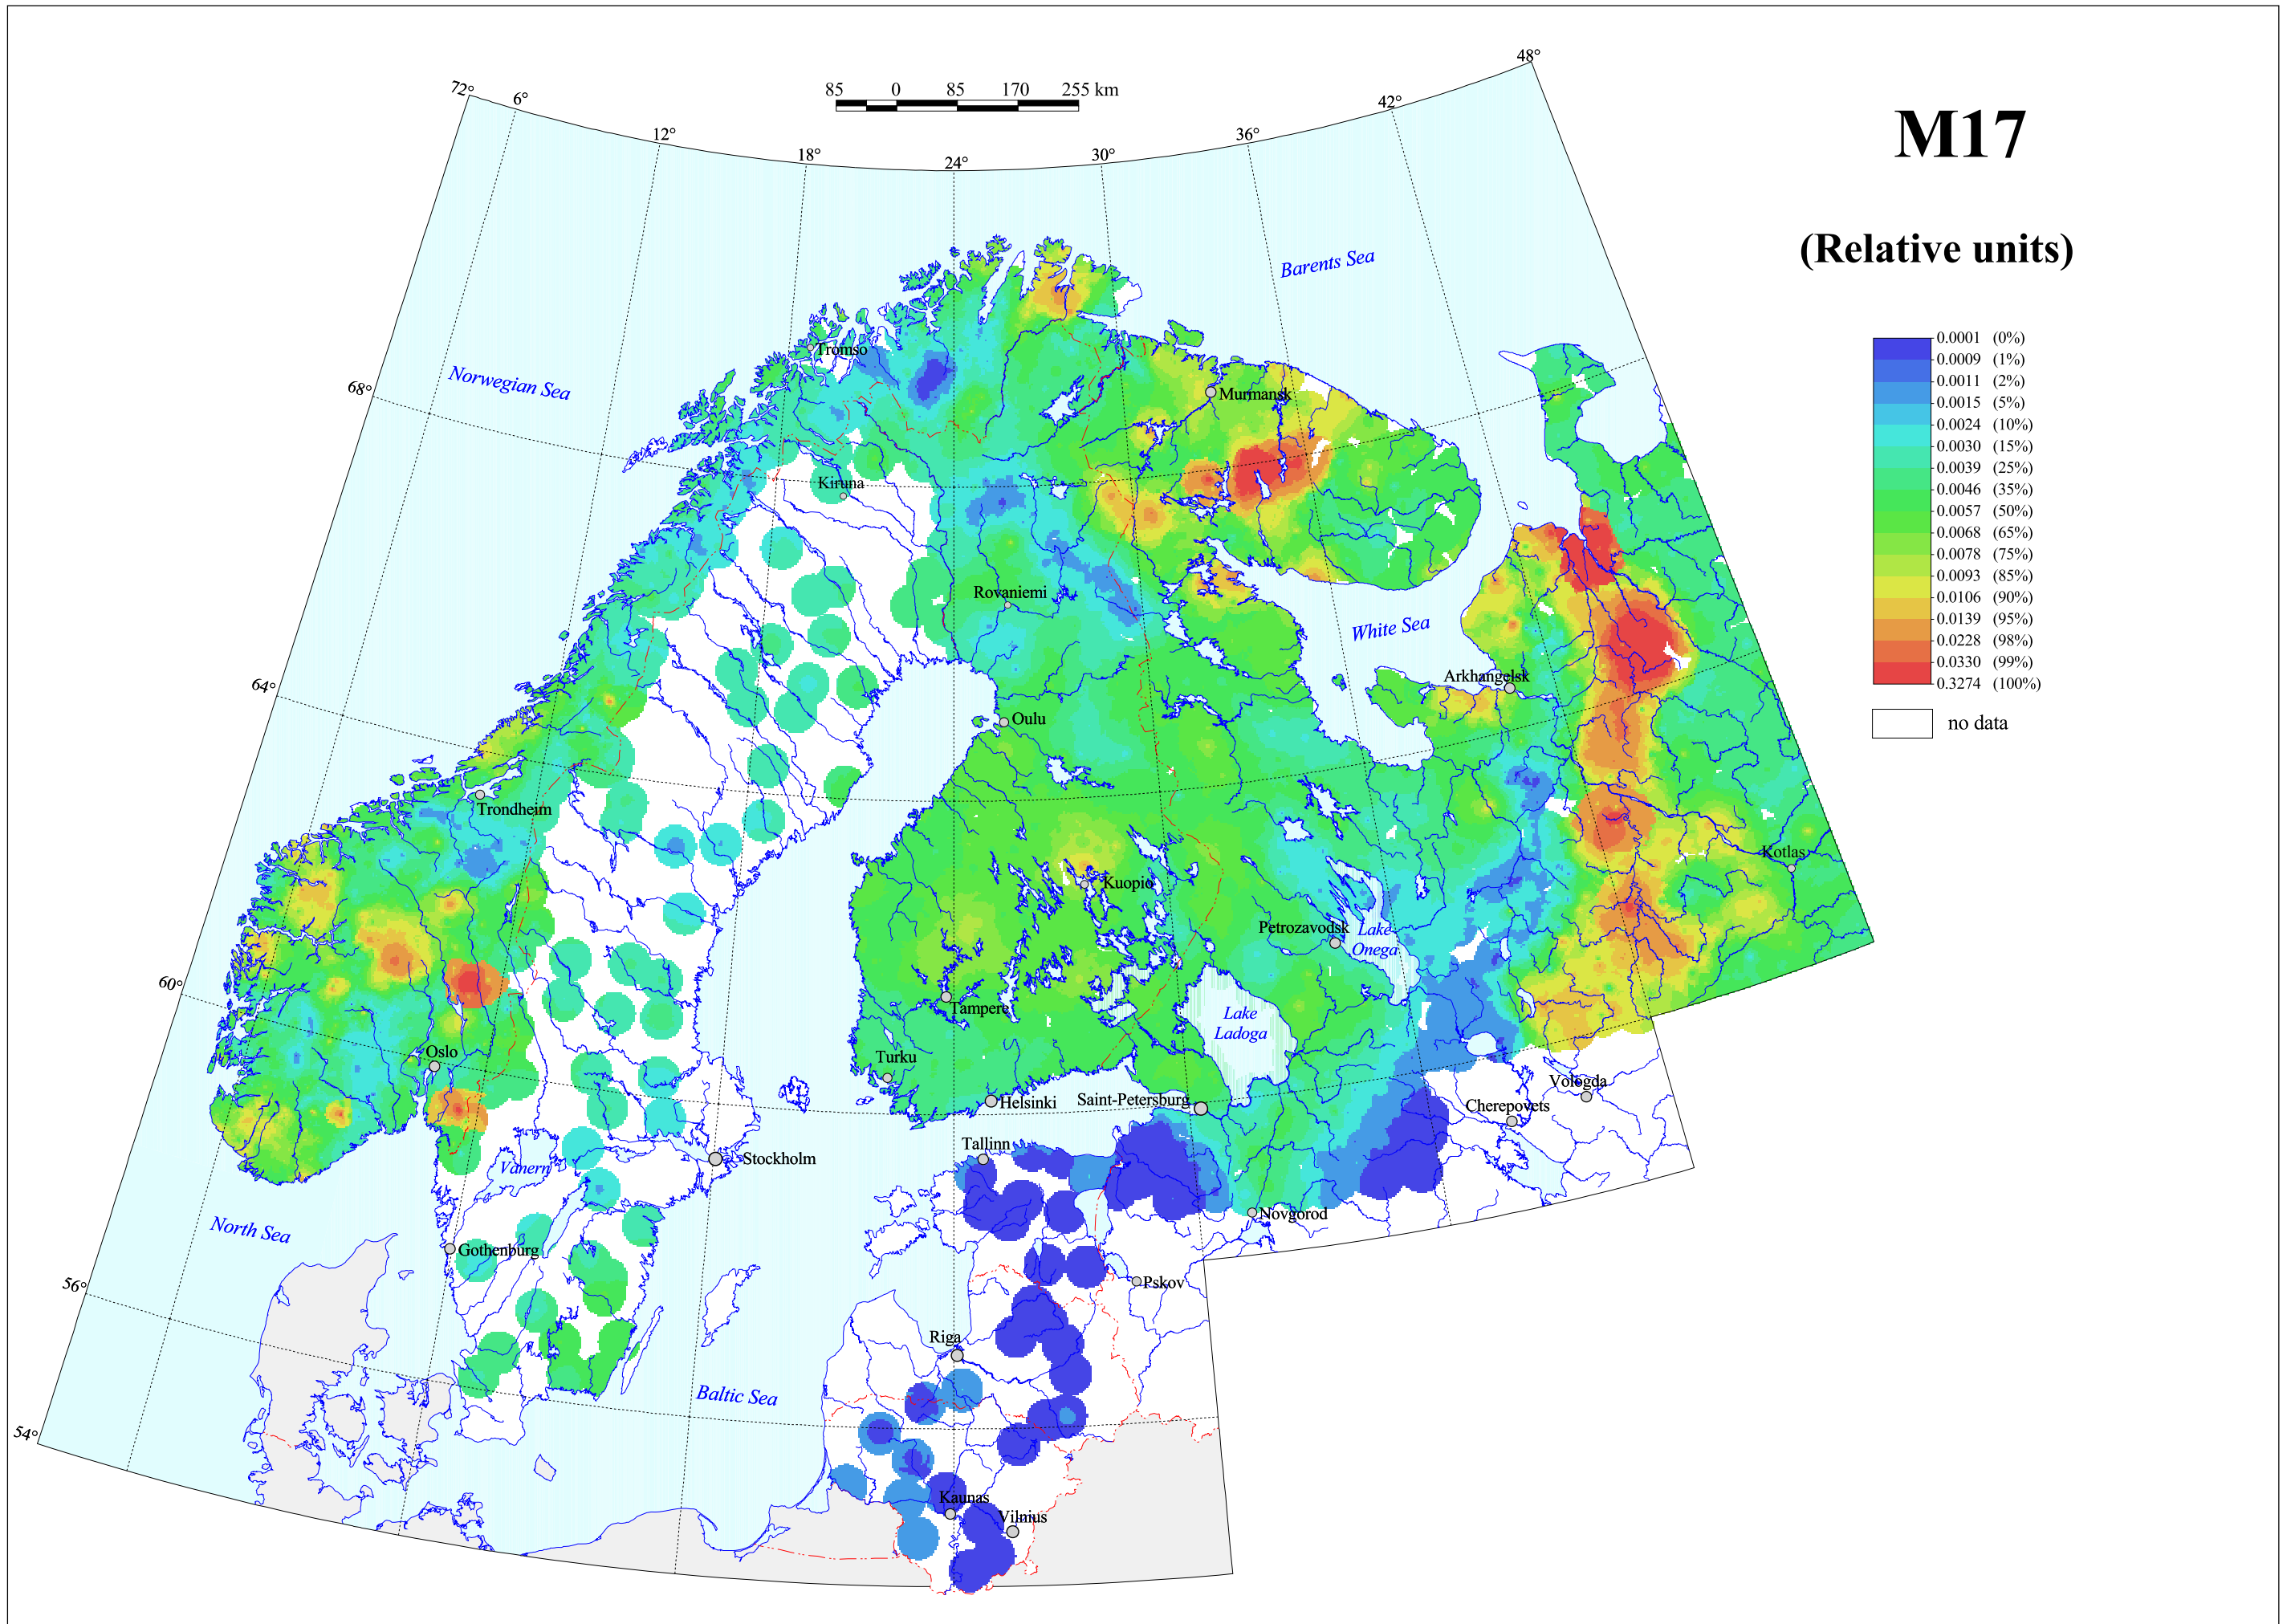 48°
72°
6°
42°
85 0 85 170 255 km
12°
36°
18°
30°
24°
M17
(Relative units)
Barents Sea
0.0001 (0%)
0.0009 (1%)
0.0011 (2%)
0.0015 (5%)
0.0024 (10%)
0.0030 (15%)
0.0039 (25%)
0.0046 (35%)
0.0057 (50%)
0.0068 (65%)
0.0078 (75%)
0.0093 (85%)
0.0106 (90%)
0.0139 (95%)
0.0228 (98%)
0.0330 (99%)
0.3274 (100%)
no data
Tromso
Norwegian Sea
68°
Murmansk
Kiruna
Rovaniemi
White Sea
Arkhangelsk
64°
Oulu
Trondheim
Kotlas
Kuopio
Petrozavodsk
Lake
Onega
60°
Tampere
Lake
Ladoga
Oslo
Turku
Vologda
Helsinki
Saint-Petersburg
Cherepovets
Tallinn
Stockholm
Vanern
Novgorod
North Sea
Gothenburg
Pskov
56°
Riga
Baltic Sea
54°
Kaunas
Vilnius